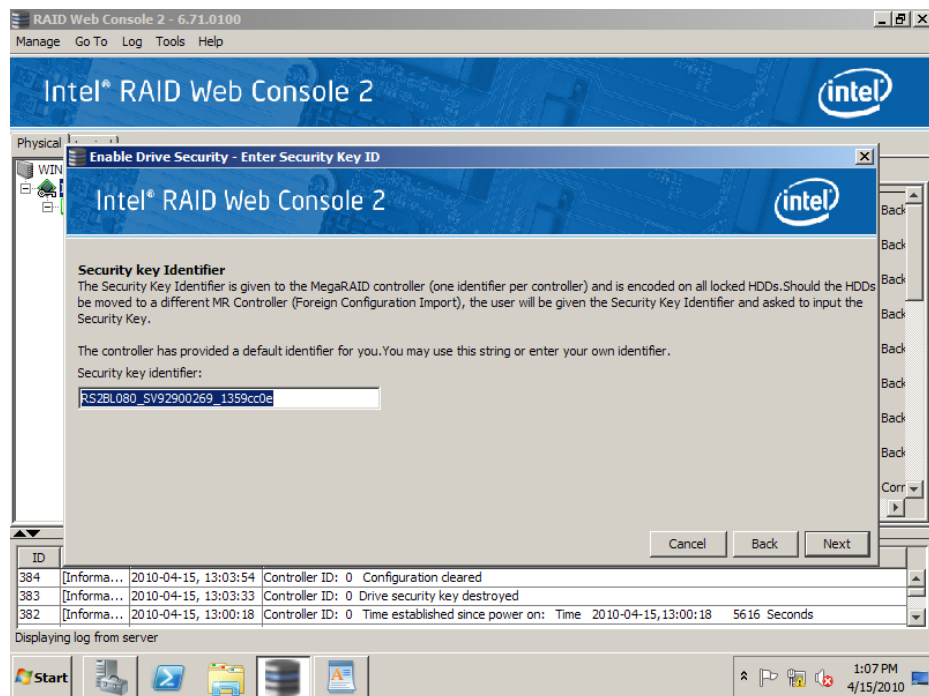 RAID Web Console 2 - 6.71.0100
Manage Go To Log Tools Help
Intel® RAID Web Console 2
intel
Physical
WIN
Enable Drive Security - Enter Security Key ID
Intel® RAID Web Console 2
intel
Security key Identifier
The Security Key Identifier is given to the MegaRAID controller (one identifier per controller) and is encoded on all locked HDDs.Should the HDDs
be moved to a different MR Controller (Foreign Configuration Import), the user will be given the Security Key Identifier and asked to input the
Security Key.
The controller has provided a default identifier for you.You may use this string or enter your own identifier.
Security key identifier:
RS2BL080_SV92900269_1359cc0e
Cancel Back Next
Back
Back
Back
Back
Back
Back
Back
Back
Corr
ID
384 [Informa... 2010-04-15, 13:03:54 Controller ID: 0 Configuration cleared
383 [Informa... 2010-04-15, 13:03:33 Controller ID: 0 Drive security key destroyed
382 [Informa... 2010-04-15, 13:00:18 Controller ID: 0 Time established since power on: Time 2010-04-15,13:00:18 5616 Seconds
Displaying log from server
Start
1:07 PM
4/15/2010